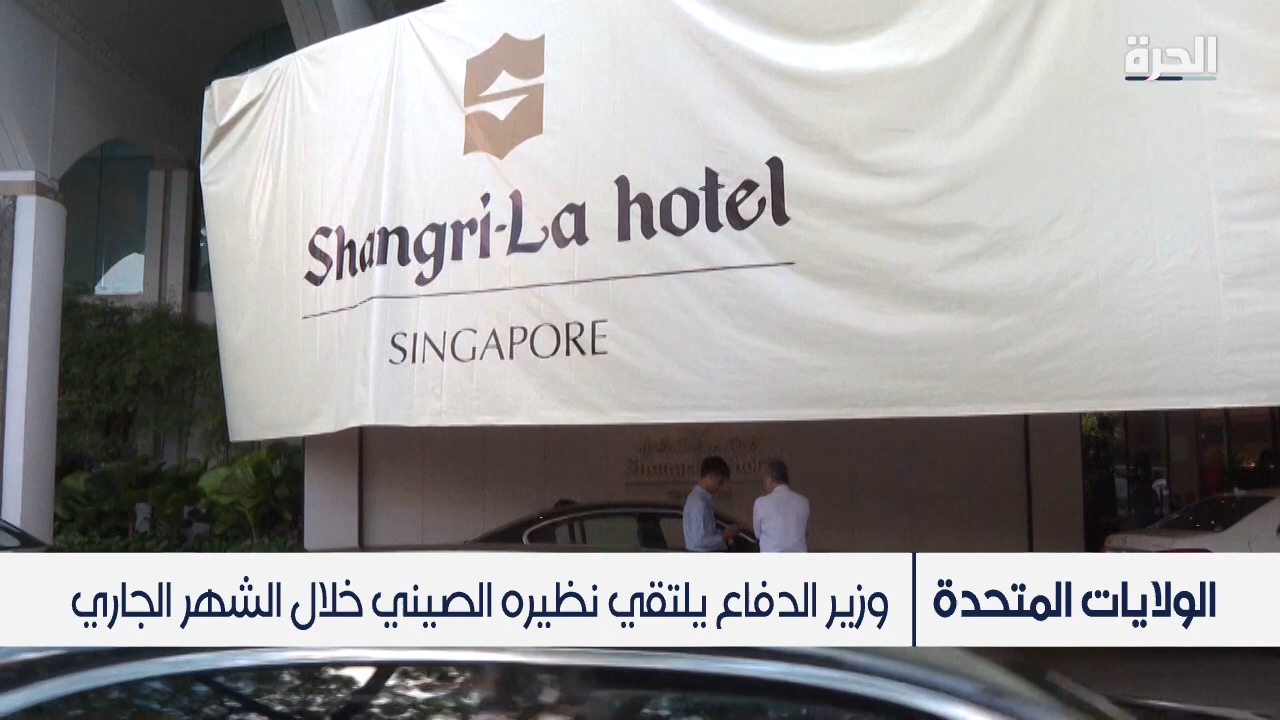 الحرة
Shangri-La hotel
SINGAPORE
الولايات المتحدة
وزير الدفاع يلتقي نظيره الصيني خلال الشهر الجاري